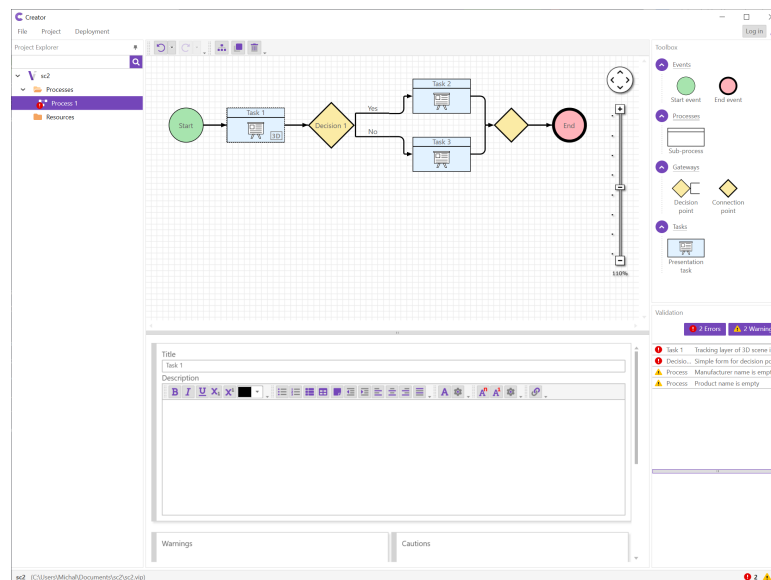 Creator
File Project Deployment
Log in
Project Explorer
sc2
Processes
Process 1
Resources
Start
Task 1
3D
Decision 1
Yes
No
Task 2
Task 3
End
110%
Toolbox
Events
Start event End event
Processes
Sub-process
Gateways
Decision point
Connection point
Tasks
Presentation task
Validation
2 Errors 2 Warning
Task 1 Tracking layer of 3D scene i
Decisio... Simple form for decision po
Process Manufacturer name is empt
Process Product name is empty
Title
Task 1
Description
B I U X₁ X² A A A
Warnings Cautions
sc2 (C:\Users\Michal\Documents\sc2\sc2.vip) 2